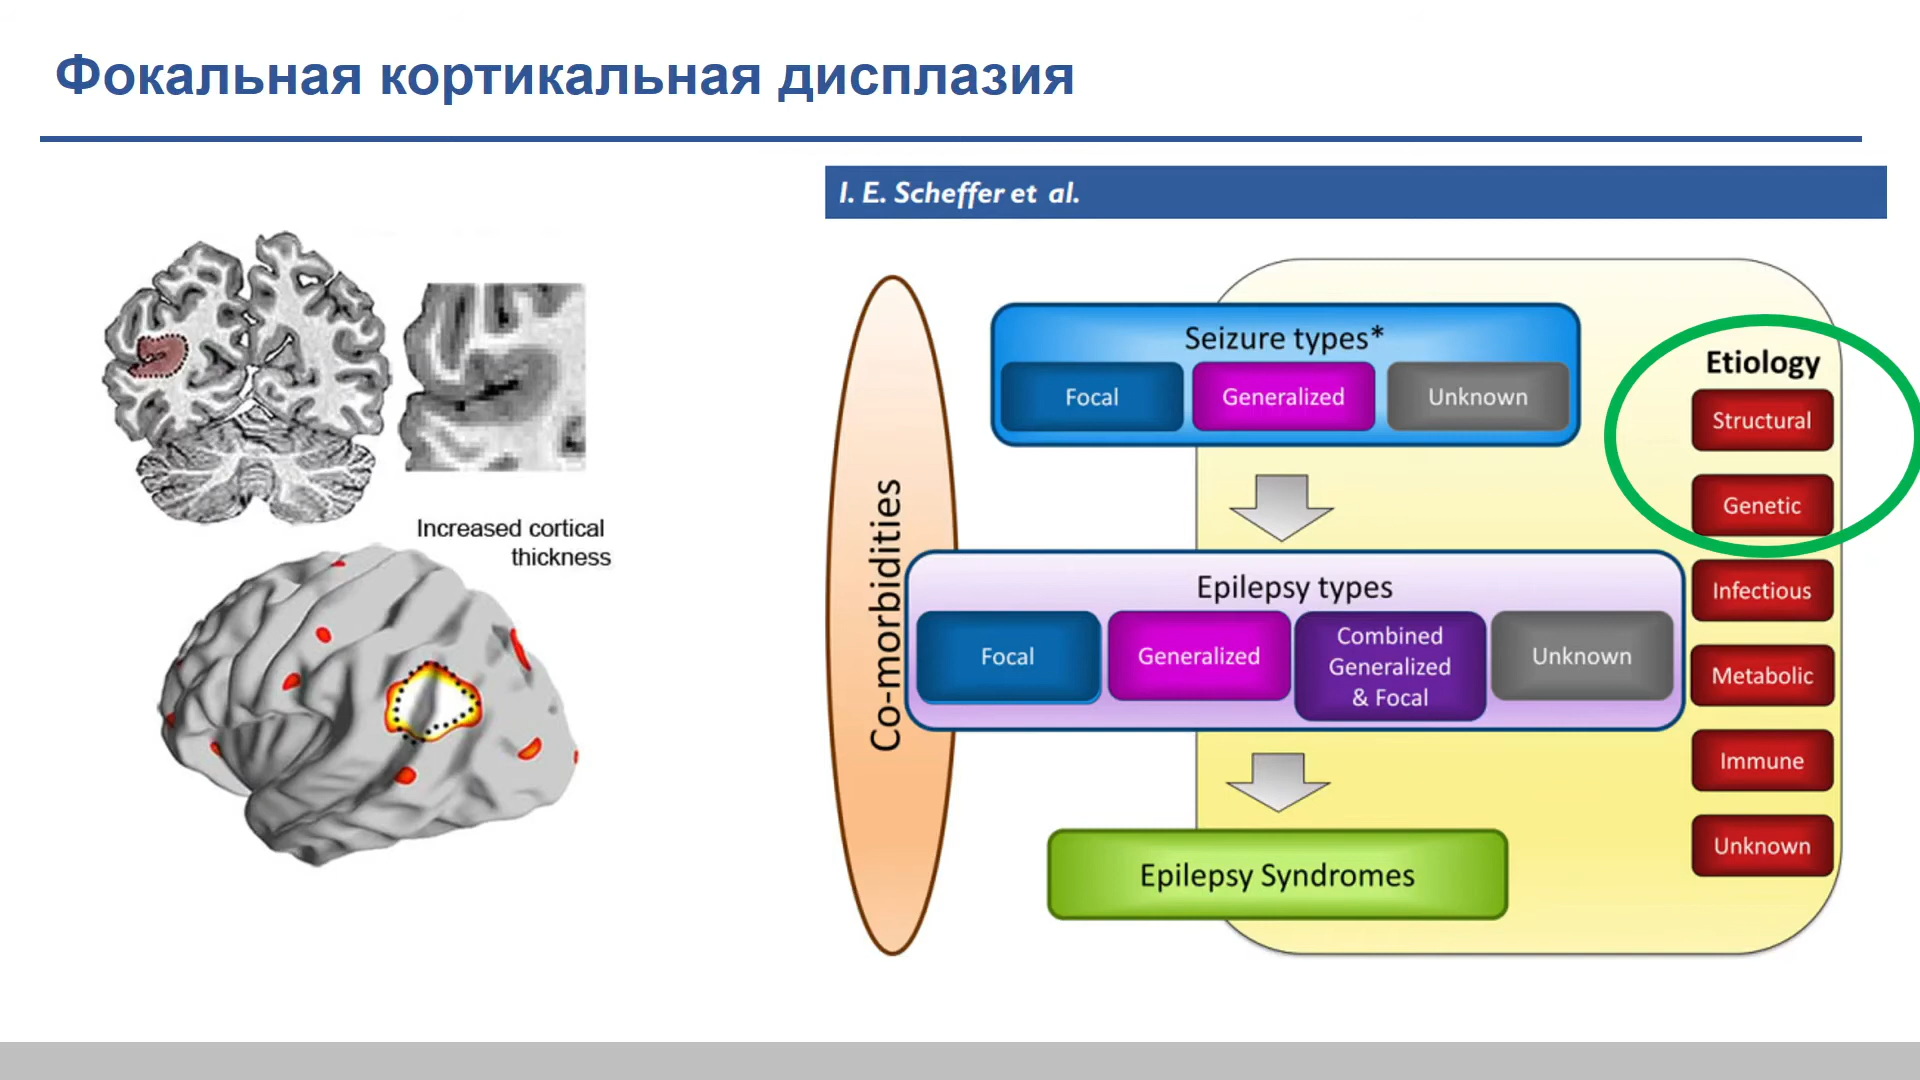 Фокальная кортикальная дисплазия
I. E. Scheffer et al.
Increased cortical
thickness
Co-morbidities
Seizure types*
Focal
Generalized
Unknown
Epilepsy types
Focal
Generalized
Combined
Generalized
& Focal
Unknown
Epilepsy Syndromes
Etiology
Structural
Genetic
Infectious
Metabolic
Immune
Unknown